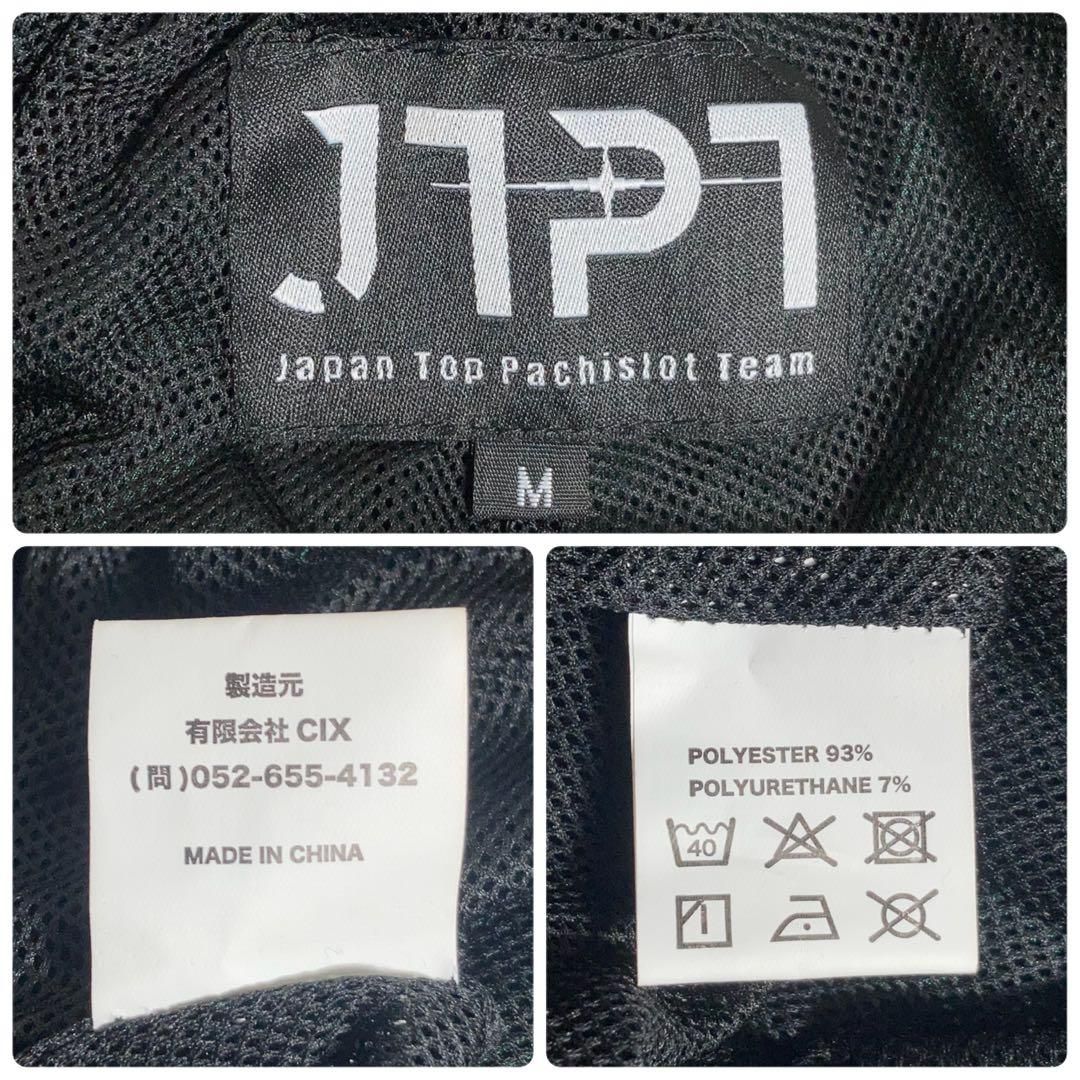 JTPT
Japan Top Pachislot Team
M
製造元
有限会社 CIX
(問)052-655-4132
MADE IN CHINA
POLYESTER 93%
POLYURETHANE 7%
40